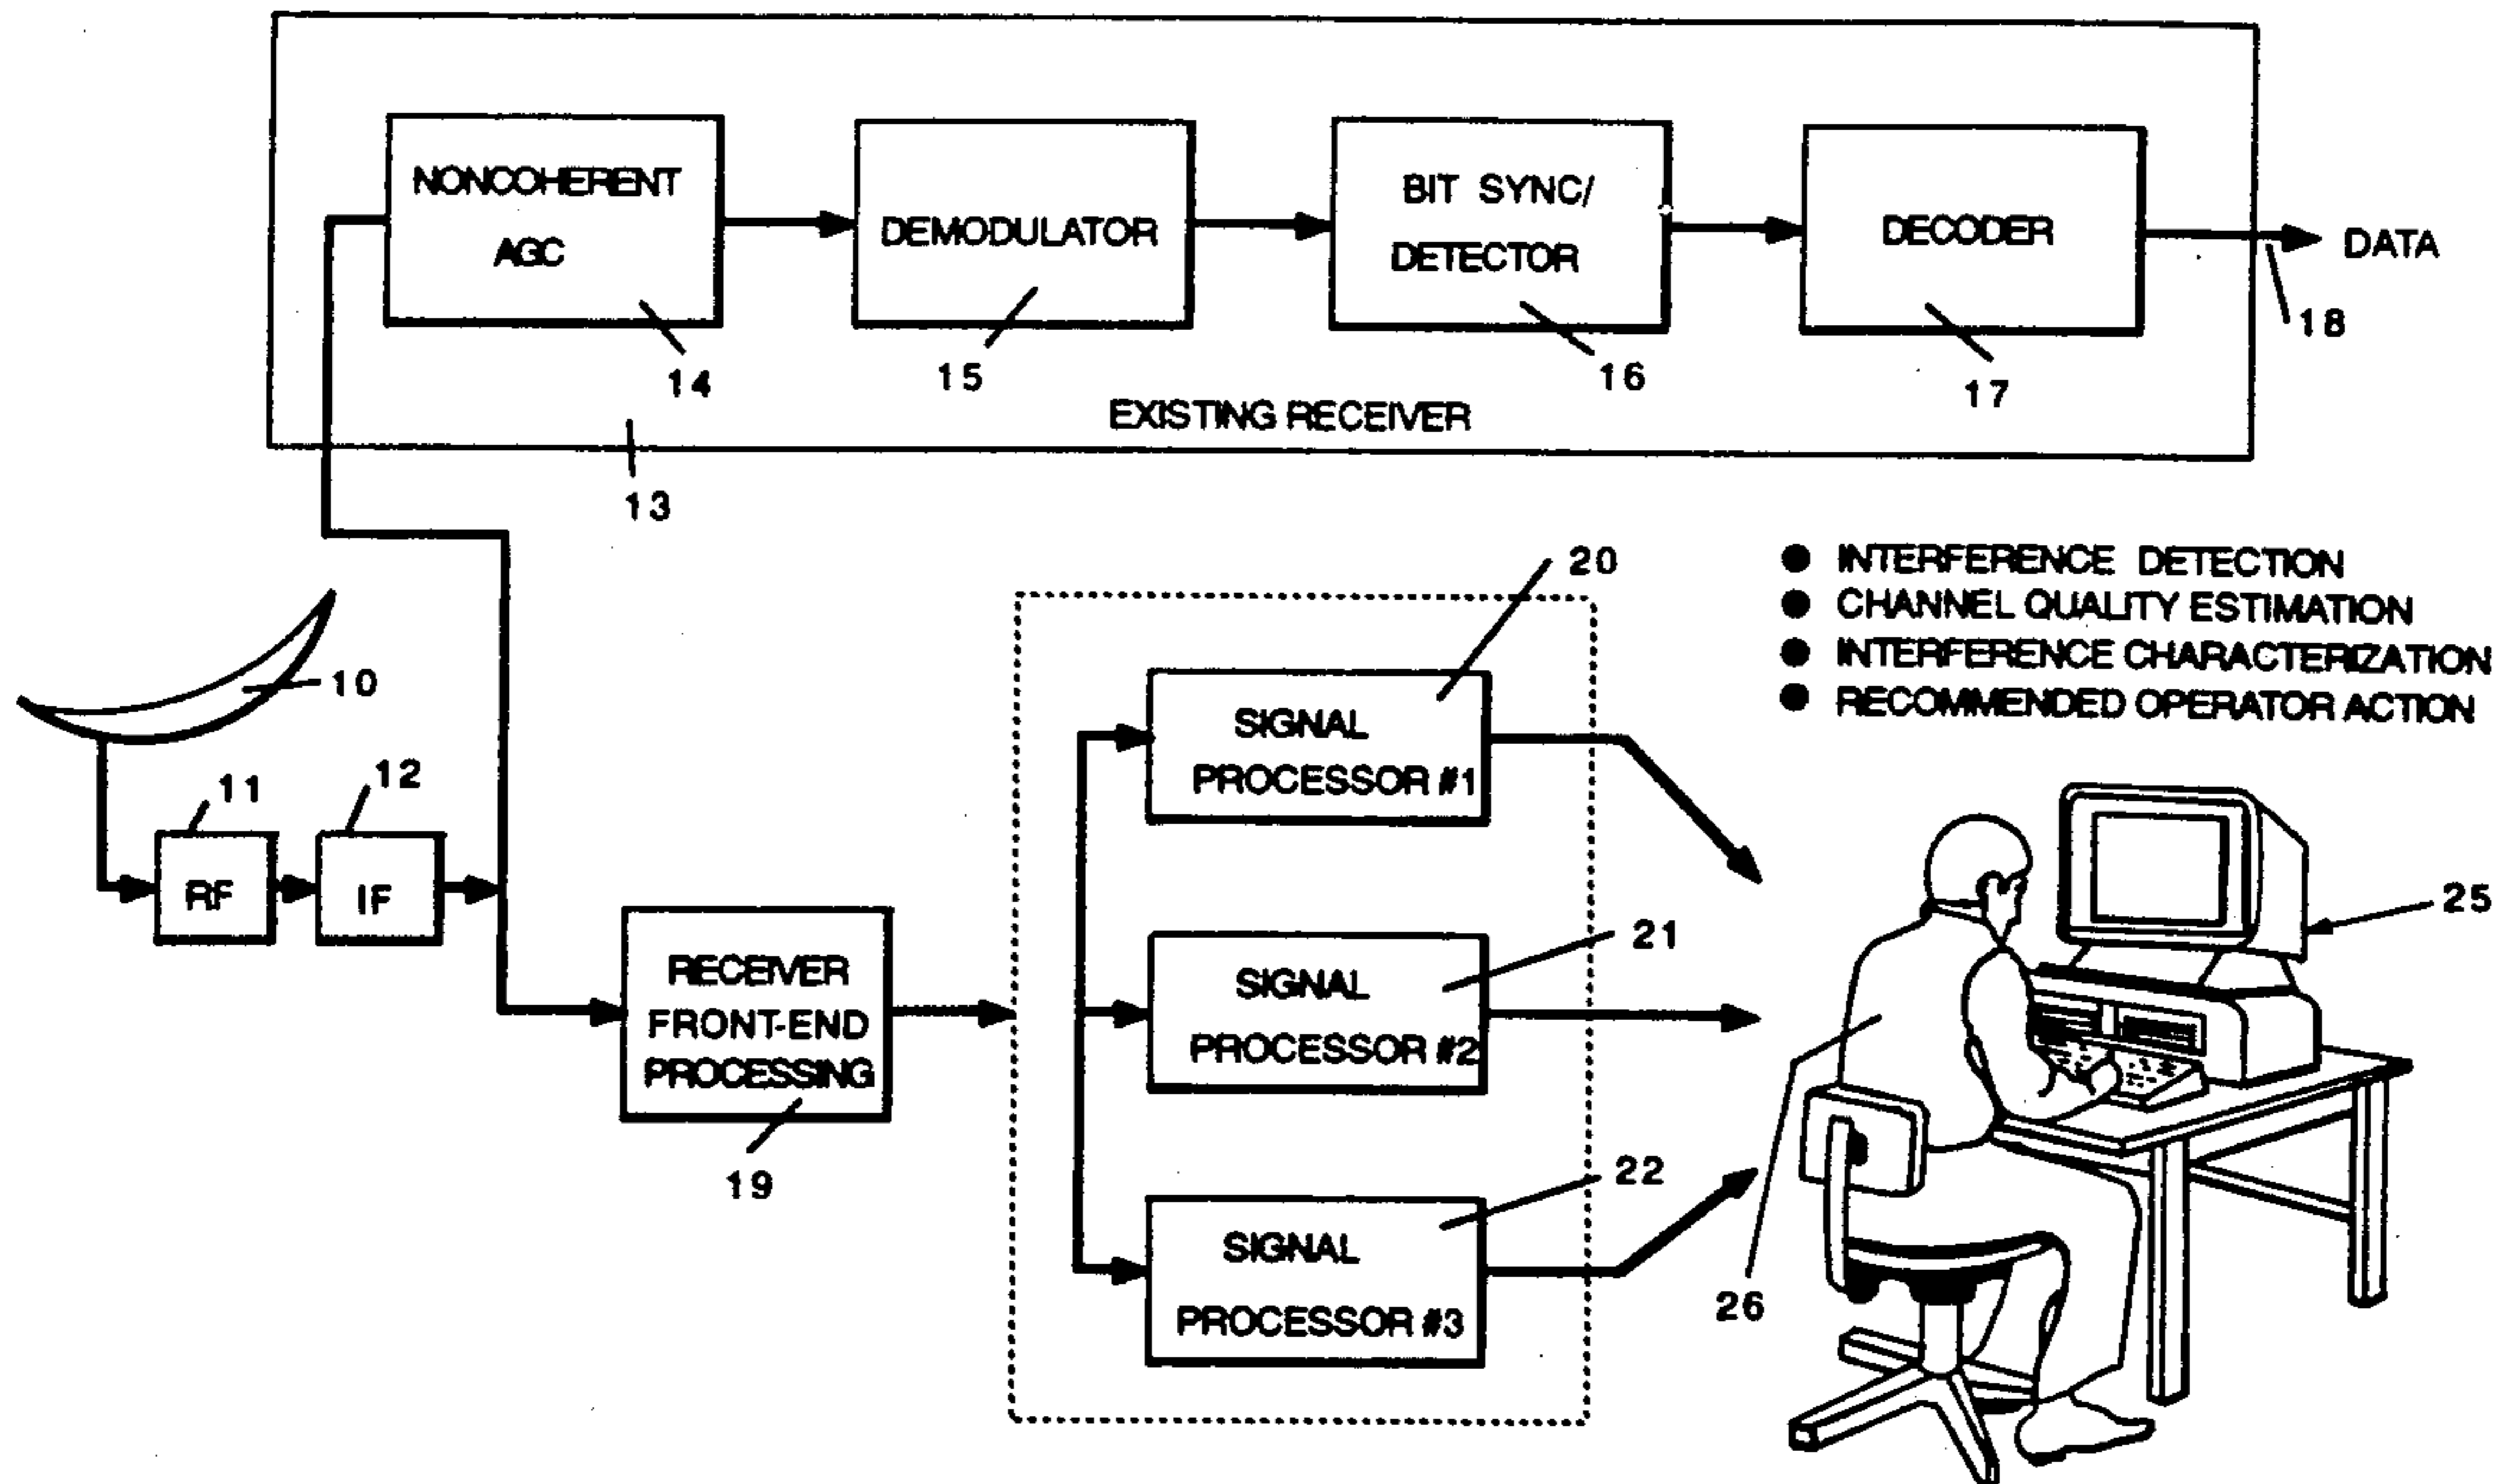 NONCOHERENT
AGC
14
DEMODULATOR
15
BIT SYNC/
DETECTOR
16
DECODER
17
DATA
18
EXISTING RECEIVER
13
10
11
12
RF
IF
RECEIVER
FRONT-END
PROCESSING
19
20
SIGNAL
PROCESSOR #1
21
SIGNAL
PROCESSOR #2
22
SIGNAL
PROCESSOR #3
● INTERFERENCE DETECTION
● CHANNEL QUALITY ESTIMATION
● INTERFERENCE CHARACTERIZATION
● RECOMMENDED OPERATOR ACTION
25
26